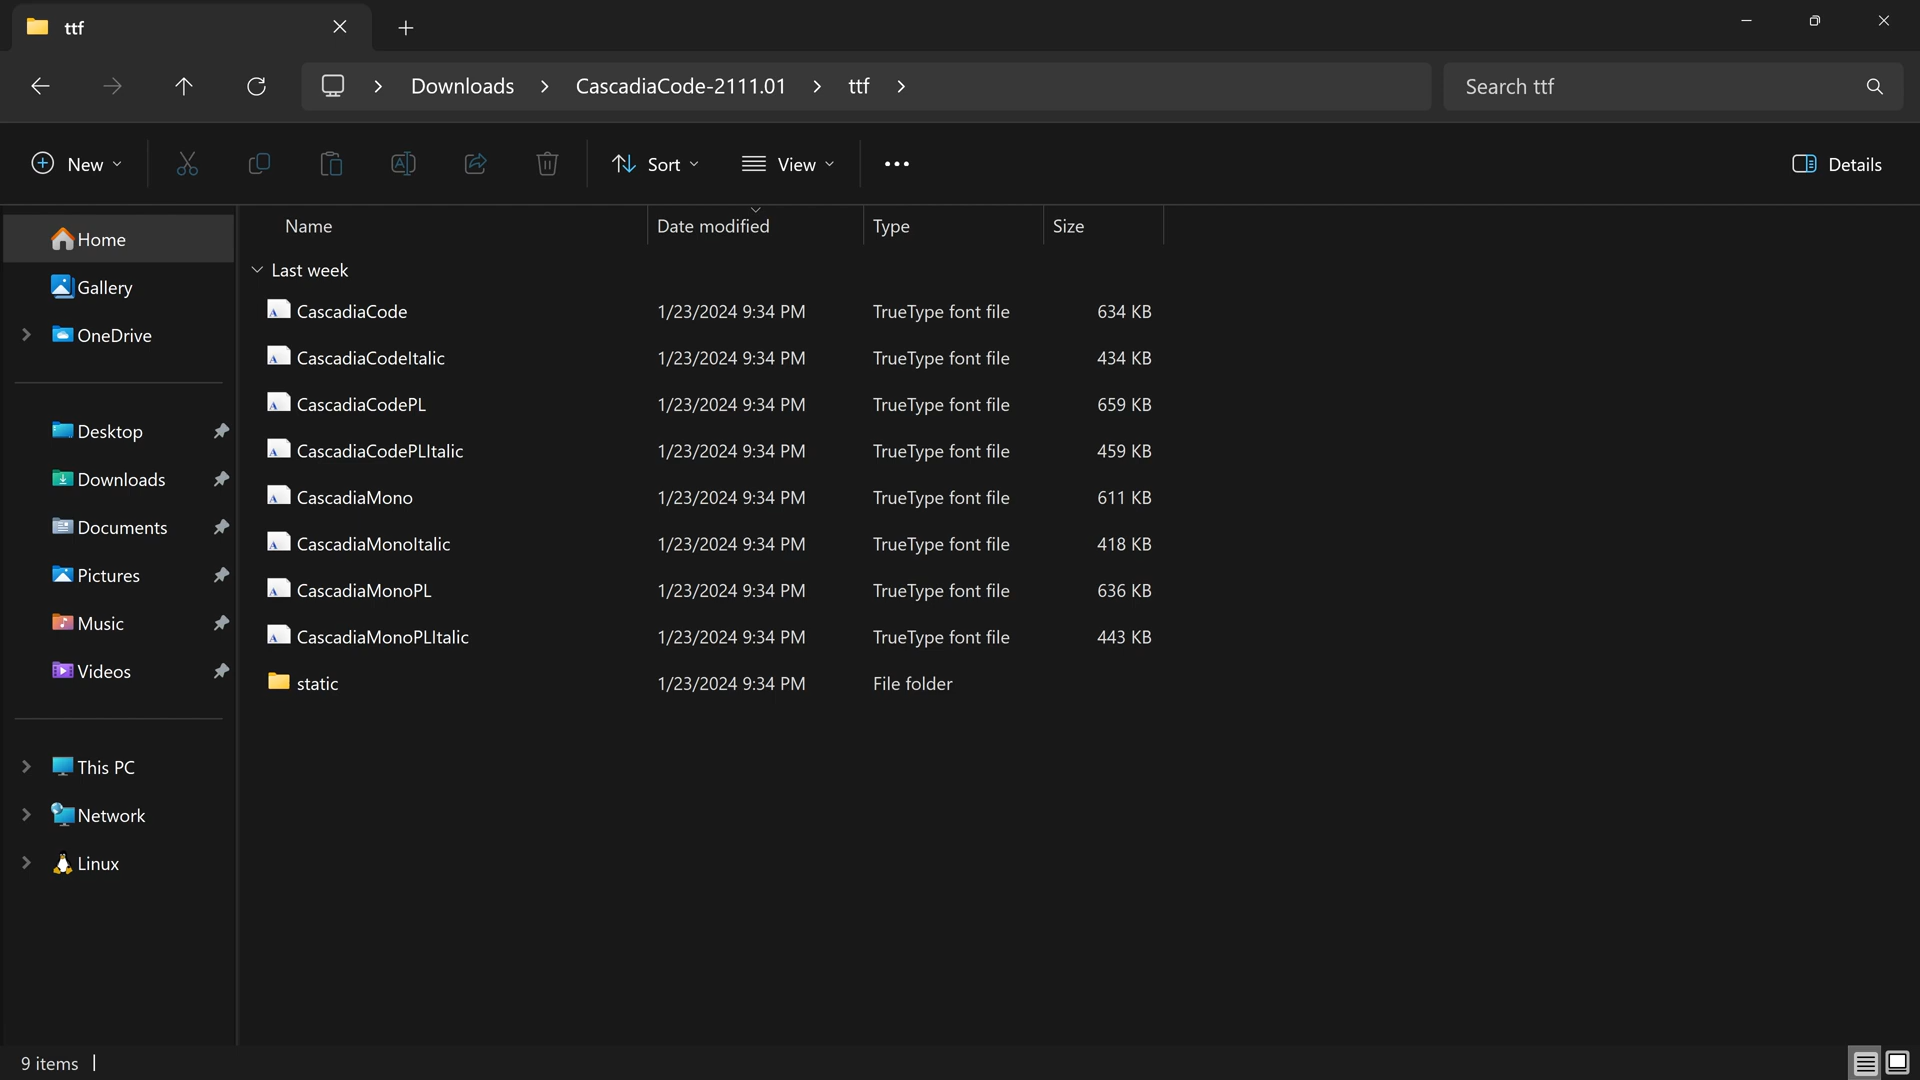 ttf
Downloads CascadiaCode-2111.01 ttf
Search ttf
New Sort View Details
Name Date modified Type Size
Home
Gallery
OneDrive
Desktop
Downloads
Documents
Pictures
Music
Videos
This PC
Network
Linux
Last week
CascadiaCode 1/23/2024 9:34 PM TrueType font file 634 KB
CascadiaCodeItalic 1/23/2024 9:34 PM TrueType font file 434 KB
CascadiaCodePL 1/23/2024 9:34 PM TrueType font file 659 KB
CascadiaCodePLItalic 1/23/2024 9:34 PM TrueType font file 459 KB
CascadiaMono 1/23/2024 9:34 PM TrueType font file 611 KB
CascadiaMonoItalic 1/23/2024 9:34 PM TrueType font file 418 KB
CascadiaMonoPL 1/23/2024 9:34 PM TrueType font file 636 KB
CascadiaMonoPLItalic 1/23/2024 9:34 PM TrueType font file 443 KB
static 1/23/2024 9:34 PM File folder
9 items